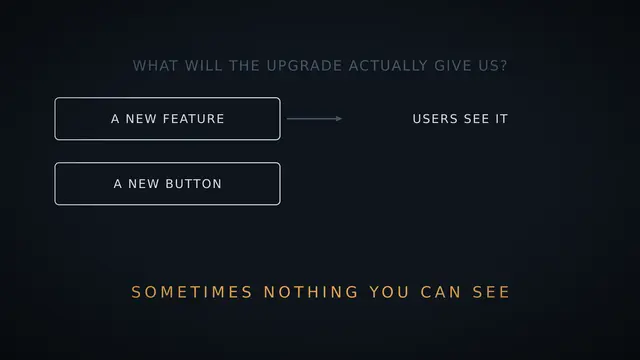 WHAT WILL THE UPGRADE ACTUALLY GIVE US?
A NEW FEATURE
USERS SEE IT
A NEW BUTTON
SOMETIMES NOTHING YOU CAN SEE